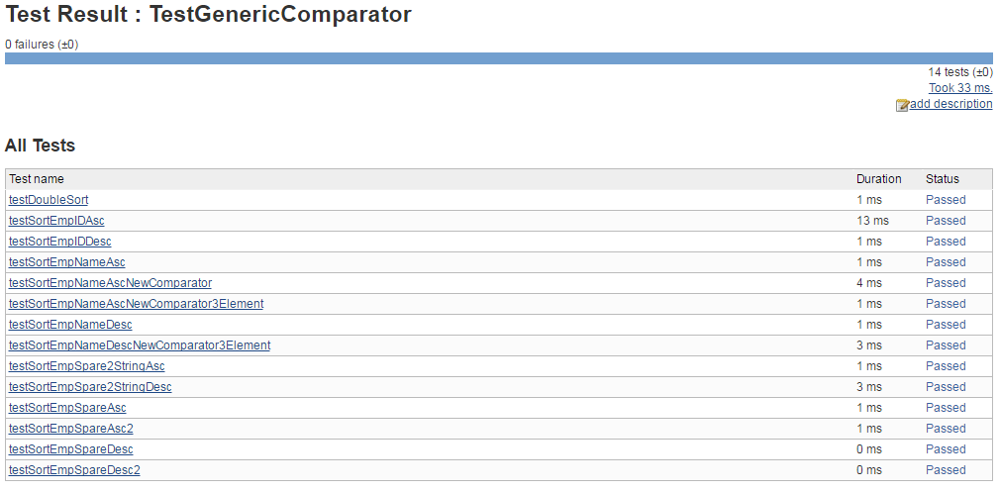 Test Result : TestGenericComparator
0 failures (±0)
14 tests (±0)
Took 33 ms.
add description
All Tests
Test name Duration Status
testDoubleSort 1 ms Passed
testSortEmpIDAsc 13 ms Passed
testSortEmpIDDesc 1 ms Passed
testSortEmpNameAsc 1 ms Passed
testSortEmpNameAscNewComparator 4 ms Passed
testSortEmpNameAscNewComparator3Element 1 ms Passed
testSortEmpNameDesc 1 ms Passed
testSortEmpNameDescNewComparator3Element 3 ms Passed
testSortEmpSpare2StringAsc 1 ms Passed
testSortEmpSpare2StringDesc 3 ms Passed
testSortEmpSpareAsc 1 ms Passed
testSortEmpSpareAsc2 1 ms Passed
testSortEmpSpareDesc 0 ms Passed
testSortEmpSpareDesc2 0 ms Passed